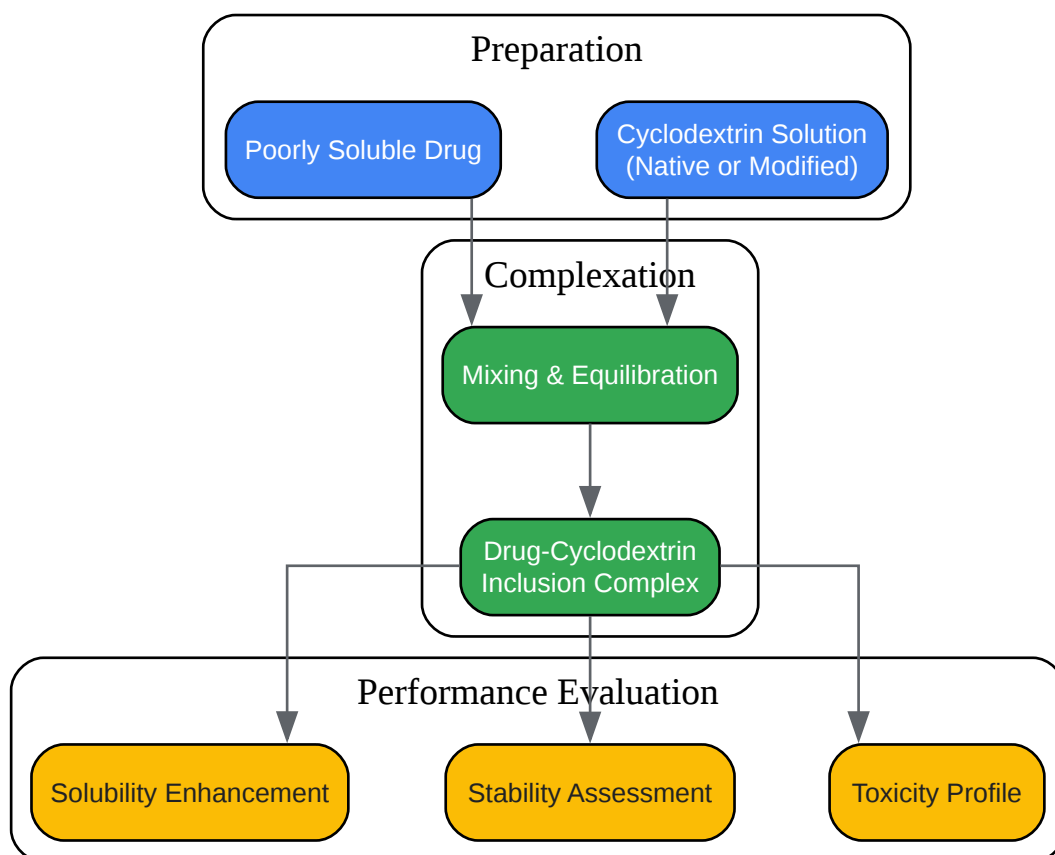 Preparation
Poorly Soluble Drug
Cyclodextrin Solution
(Native or Modified)
Complexation
Mixing & Equilibration
Drug-Cyclodextrin
Inclusion Complex
Performance Evaluation
Solubility Enhancement
Stability Assessment
Toxicity Profile